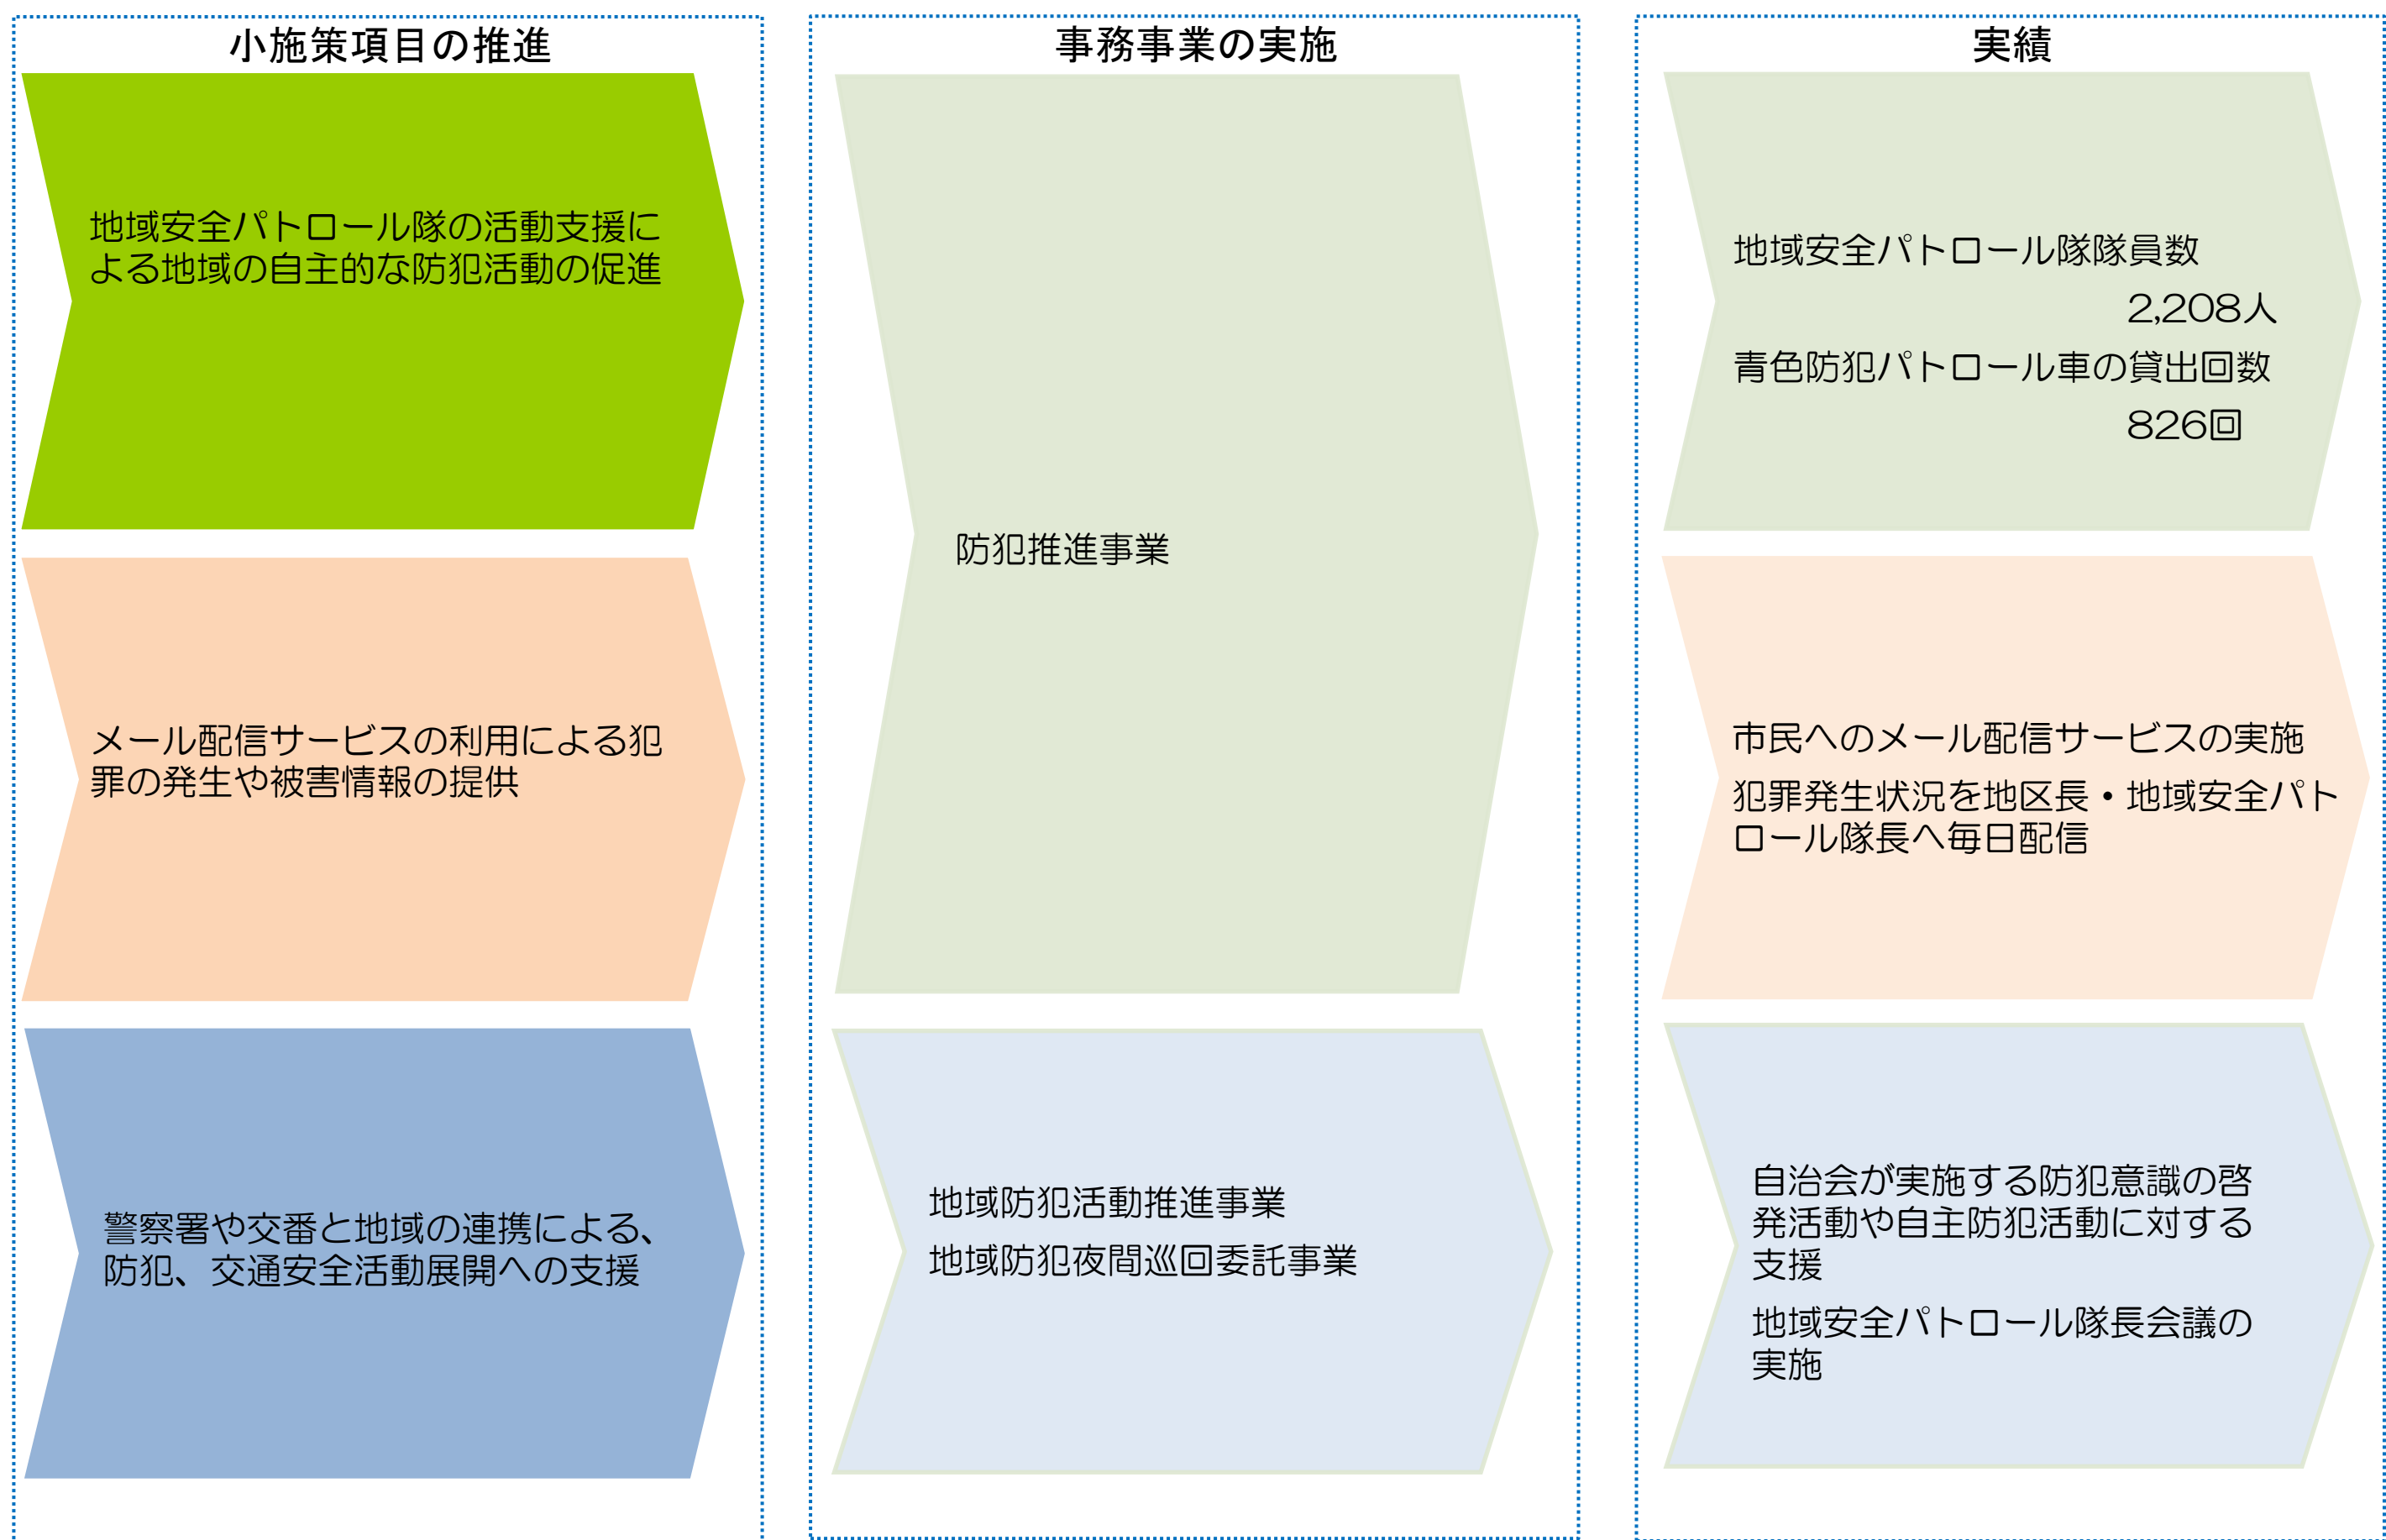 小施策項目の推進
地域安全パトロール隊の活動支援に
よる地域の自主的な防犯活動の促進
メール配信サービスの利用による犯
罪の発生や被害情報の提供
警察署や交番と地域の連携による、
防犯、交通安全活動展開への支援
事務事業の実施
防犯推進事業
地域防犯活動推進事業
地域防犯夜間巡回委託事業
実績
地域安全パトロール隊隊員数
2,208人
青色防犯パトロール車の貸出回数
826回
市民へのメール配信サービスの実施
犯罪発生状況を地区長・地域安全パト
ロール隊長へ毎日配信
自治会が実施する防犯意識の啓
発活動や自主防犯活動に対する
支援
地域安全パトロール隊長会議の
実施